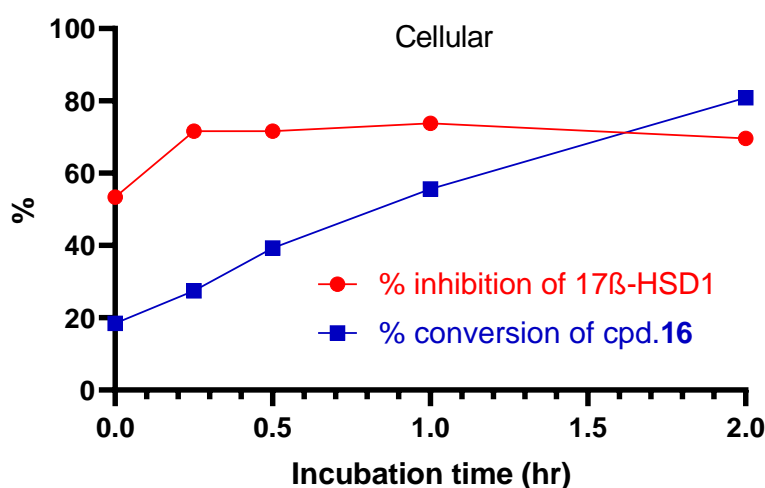 Cellular
100
80
60
40
20
0
%
% inhibition of 17ß-HSD1
% conversion of cpd.16
0.0 0.5 1.0 1.5 2.0
Incubation time (hr)